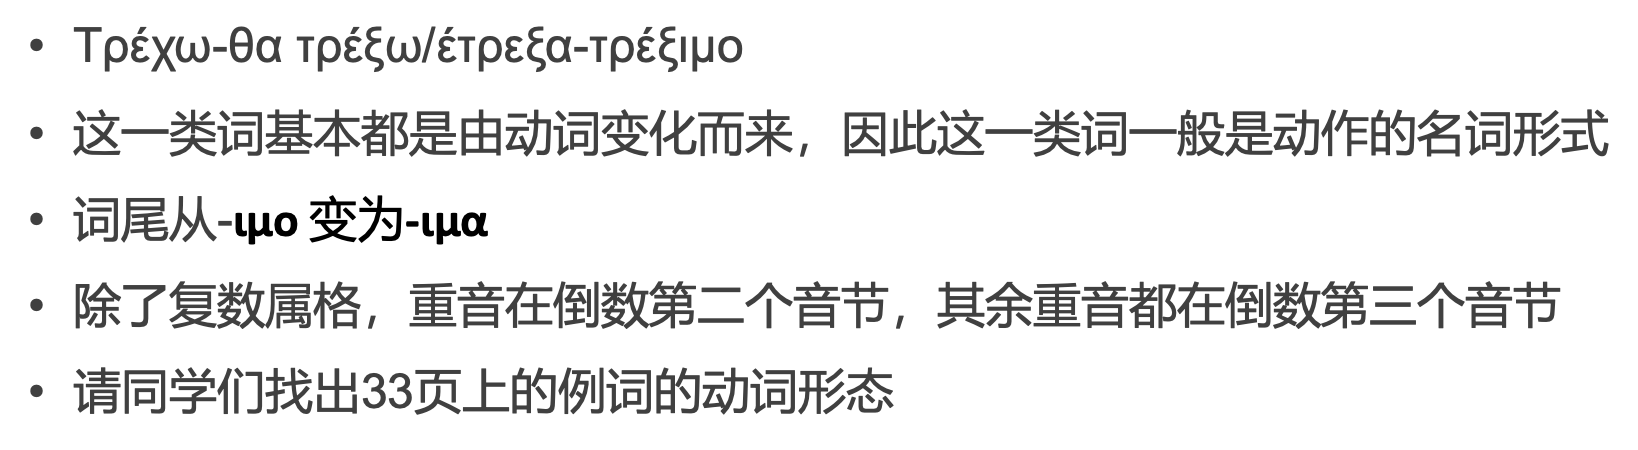 • Τρέχω-θα τρέξω/έτρεξα-τρέξιμο
• 这一类词基本都是由动词变化而来，因此这一类词一般是动作的名词形式
• 词尾从-ιμο 变为-ιμα
• 除了复数属格，重音在倒数第二个音节，其余重音都在倒数第三个音节
• 请同学们找出33页上的例词的动词形态